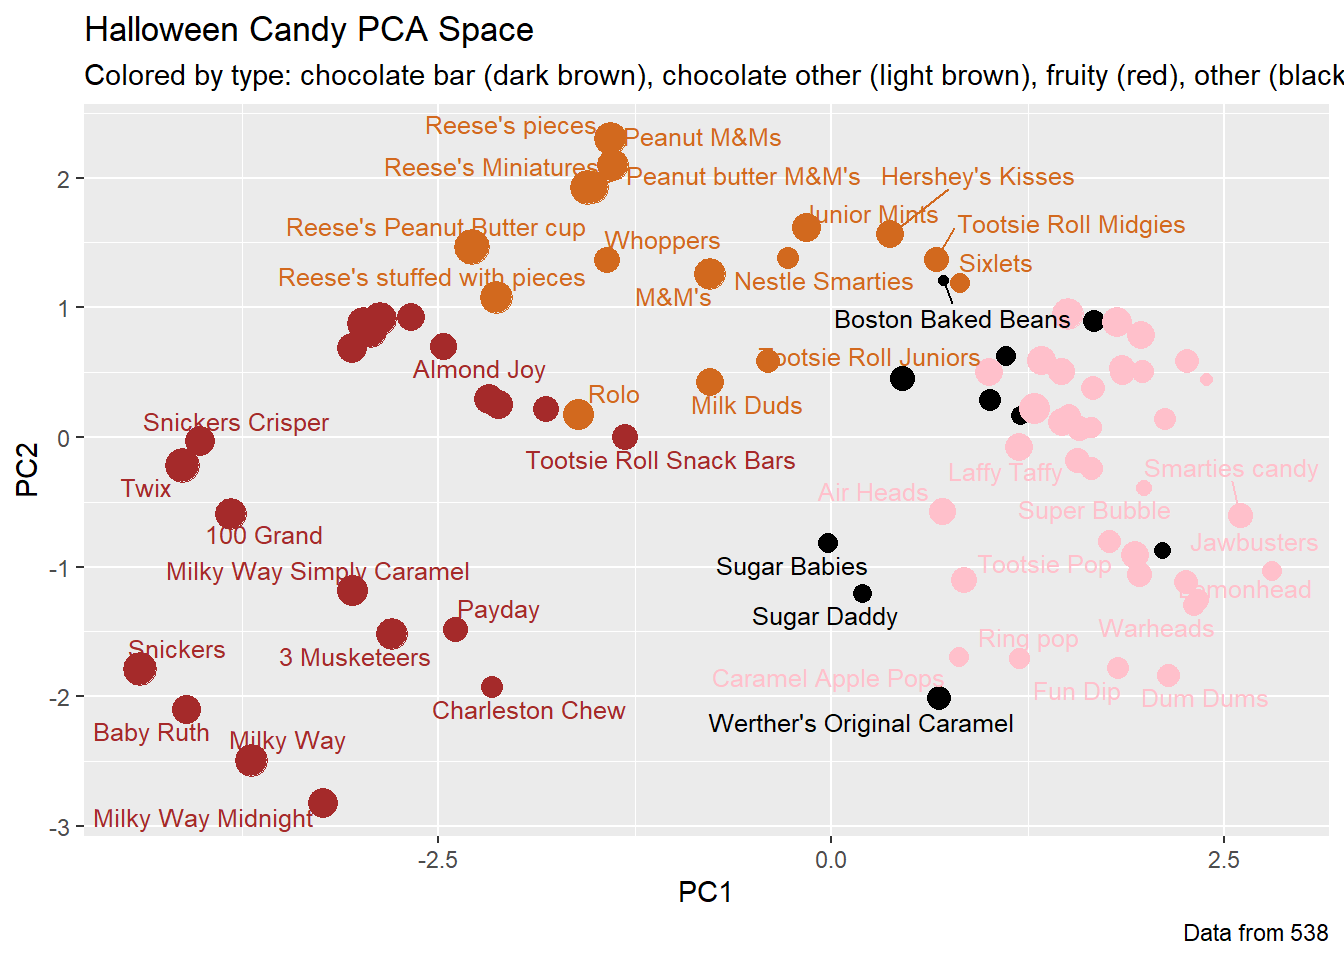 Halloween Candy PCA Space
Colored by type: chocolate bar (dark brown), chocolate other (light brown), fruity (red), other (black
Reese's pieces
Peanut M&Ms
Reese's Miniatures
Peanut butter M&M's
Hershey's Kisses
Junior Mints
Tootsie Roll Midgies
Reese's Peanut Butter cup
Whoppers
Sixlets
Reese's stuffed with pieces
Nestle Smarties
M&M's
Boston Baked Beans
Tootsie Roll Juniors
Almond Joy
Rolo
Milk Duds
Snickers Crisper
Tootsie Roll Snack Bars
Laffy Taffy
Smarties candy
Twix
Air Heads
Super Bubble
100 Grand
Jawbusters
Milky Way Simply Caramel
Sugar Babies
Tootsie Pop
Lemonhead
Payday
Sugar Daddy
Warheads
Snickers
3 Musketeers
Ring pop
Caramel Apple Pops
Fun Dip
Dum Dums
Charleston Chew
Werther's Original Caramel
Baby Ruth
Milky Way
Milky Way Midnight
2
1
0
-1
-2
-3
PC2
-2.5
0.0
2.5
PC1
Data from 538